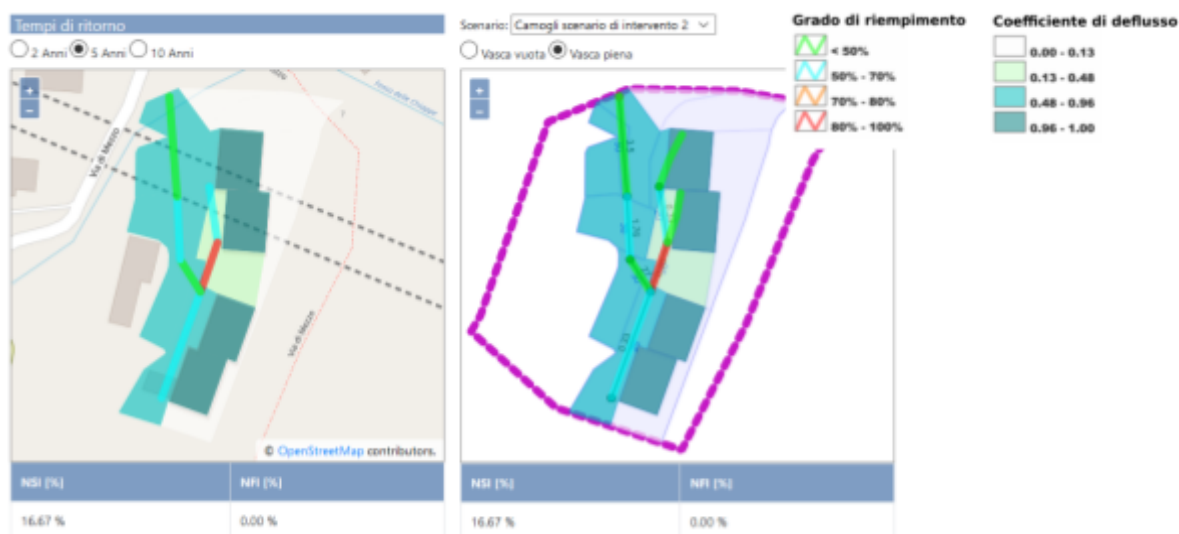 Tempi di ritorno
2 Anni 5 Anni 10 Anni
Scenario: Camogli scenario di intervento 2
Vasca vuota Vasca piena
Grado di riempimento
< 50%
50% - 70%
70% - 80%
80% - 100%
Coefficiente di deflusso
0.00 - 0.13
0.13 - 0.48
0.48 - 0.96
0.96 - 1.00
+
−
Via di Mezzo
Via di Mezzo
© OpenStreetMap contributors.
+
−
NSI [%] NFI [%]
16.67 % 0.00 %
NSI [%] NFI [%]
16.67 % 0.00 %